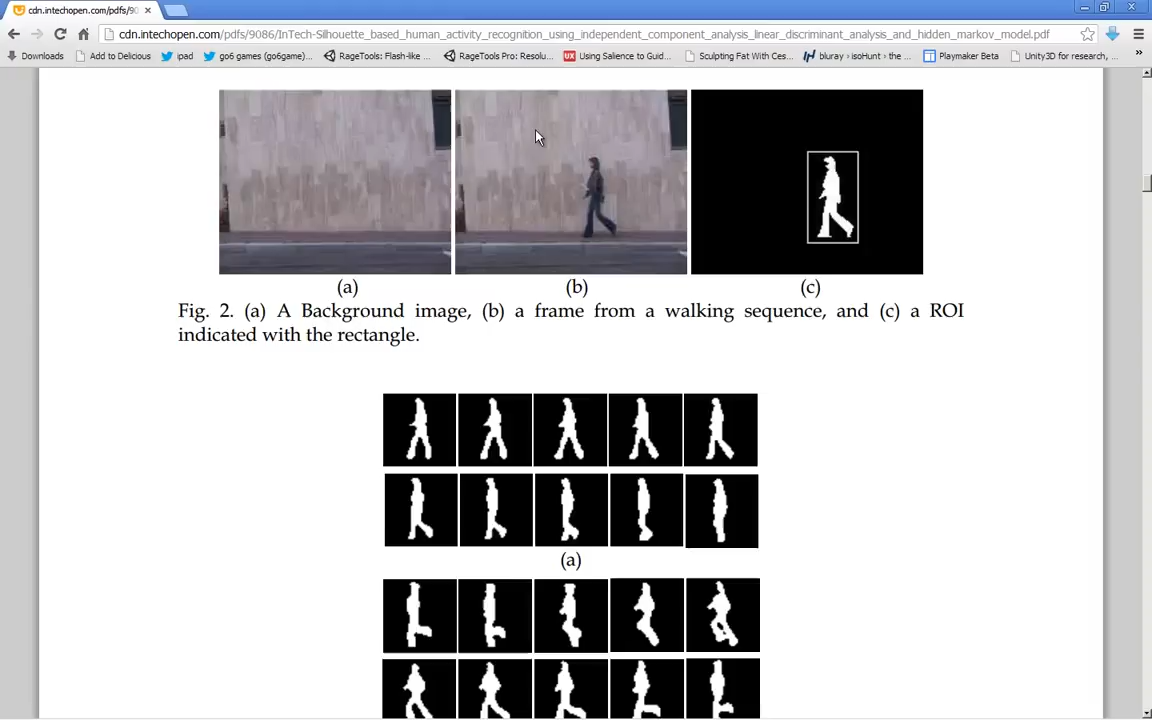 cdn.intechopen.com/pdfs/90
cdn.intechopen.com/pdfs/9086/InTech-Silhouette_based_human_activity_recognition_using_independent_component_analysis_linear_discriminant_analysis_and_hidden_markov_model.pdf
Downloads Add to Delicious ipad go6 games (go6game)... RageTools: Flash-like ... RageTools Pro: Resolu... UX Using Salience to Guid... Sculpting Fat With Ces... bluray › isoHunt › the ... Playmaker Beta Unity3D for research, ... »
(a) (b) (c)
Fig. 2. (a) A Background image, (b) a frame from a walking sequence, and (c) a ROI
indicated with the rectangle.
(a)